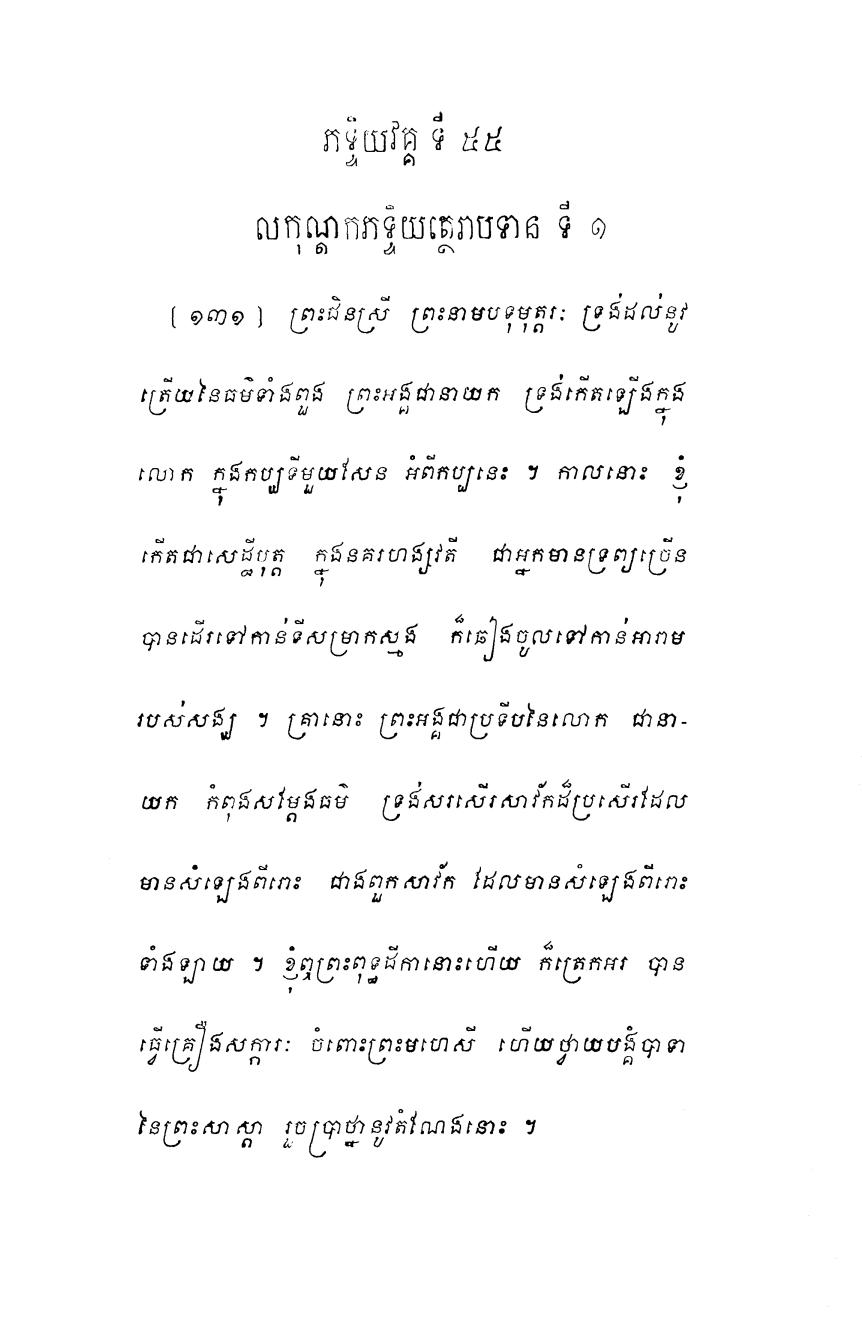 ភទ្ទិយវគ្គ ទី ៥៥
លកុណ្ដកភទ្ទិយត្ថេរាបទាន ទី ១
[ ១៣១ ] ព្រះជិនស្រី ព្រះនាមបទុមុត្តរៈ ទ្រង់ដល់នូវ
ត្រើយនៃធម៌ទាំងពួង ព្រះអង្គជានាយក ទ្រង់កើតឡើងក្នុង
លោក ក្នុងកប្បទីមួយសែន អំពីកប្បនេះ ។ កាលនោះ ខ្ញុំ
កើតជាសេដ្ឋីបុត្ត ក្នុងនគរហង្សវតី ជាអ្នកមានទ្រព្យច្រើន
បានដើរទៅកាន់ទីសម្រាកស្មង ក៏ឆៀងចូលទៅកាន់អារាម
របស់សង្ឃ ។ គ្រានោះ ព្រះអង្គជាប្រទីបនៃលោក ជានា-
យក កំពុងសម្តែងធម៌ ទ្រង់សរសើរសាវ័កដ៏ប្រសើរដែល
មានសំឡេងពីរោះ ជាងពួកសាវ័ក ដែលមានសំឡេងពីរោះ
ទាំងឡាយ ។ ខ្ញុំឮព្រះពុទ្ធដីកានោះហើយ ក៏ត្រេកអរ បាន
ធ្វើគ្រឿងសក្ការៈ ចំពោះព្រះមហេសី ហើយថ្វាយបង្គំបាទា
នៃព្រះសាស្តា រួចប្រាថ្នានូវតំណែងនោះ ។